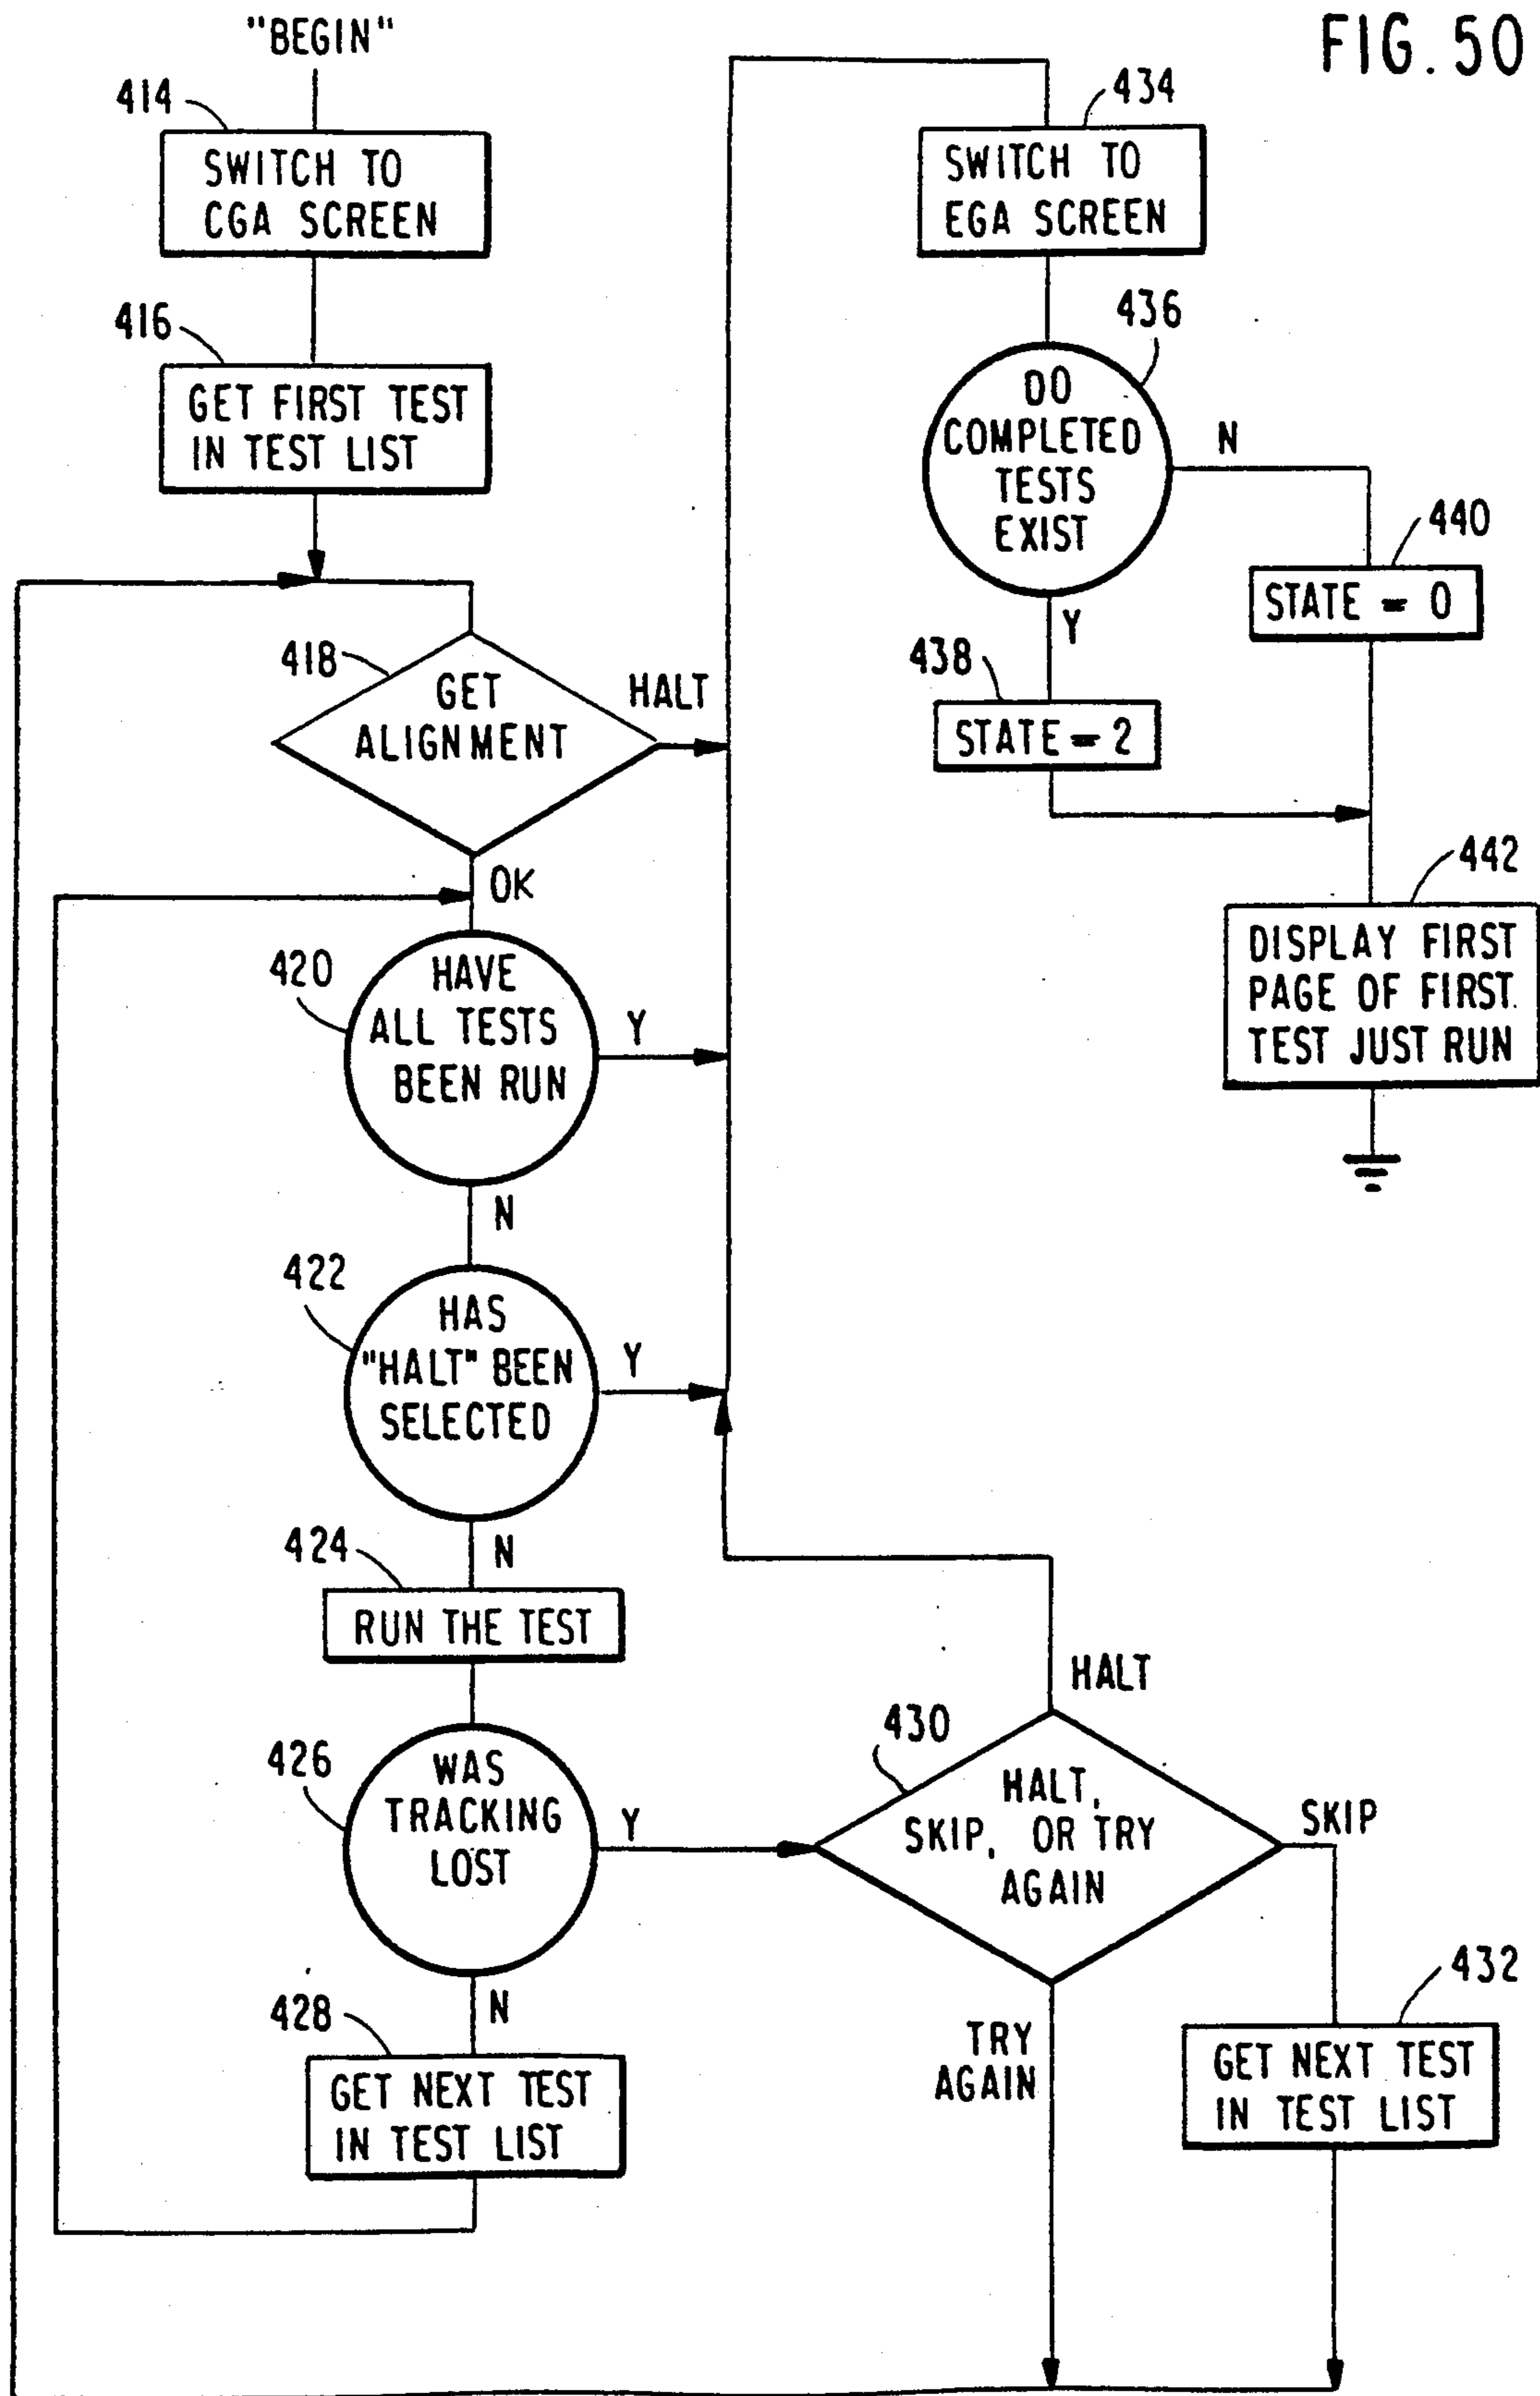 FIG. 50
"BEGIN"
414
SWITCH TO
CGA SCREEN
416
GET FIRST TEST
IN TEST LIST
418
GET
ALIGNMENT
HALT
OK
420
HAVE
ALL TESTS
BEEN RUN
Y
N
422
HAS
"HALT" BEEN
SELECTED
Y
N
424
RUN THE TEST
426
WAS
TRACKING
LOST
Y
N
428
GET NEXT TEST
IN TEST LIST
430
HALT,
SKIP, OR TRY
AGAIN
HALT
SKIP
TRY
AGAIN
432
GET NEXT TEST
IN TEST LIST
434
SWITCH TO
EGA SCREEN
436
DO
COMPLETED
TESTS
EXIST
N
Y
438
STATE = 2
440
STATE = 0
442
DISPLAY FIRST
PAGE OF FIRST
TEST JUST RUN